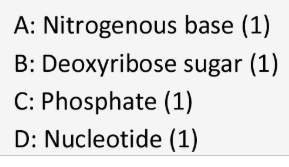 A: Nitrogenous base (1)
B: Deoxyribose sugar (1)
C: Phosphate (1)
D: Nucleotide (1)